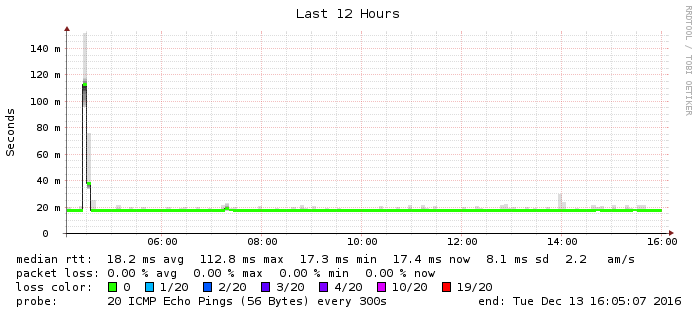 Last 12 Hours
RRDTOOL / TOBI OETIKER
Seconds
140 m
120 m
100 m
80 m
60 m
40 m
20 m
0
06:00 08:00 10:00 12:00 14:00 16:00
median rtt: 18.2 ms avg 112.8 ms max 17.3 ms min 17.4 ms now 8.1 ms sd 2.2 am/s
packet loss: 0.00 % avg 0.00 % max 0.00 % min 0.00 % now
loss color: 0 1/20 2/20 3/20 4/20 10/20 19/20
probe: 20 ICMP Echo Pings (56 Bytes) every 300s end: Tue Dec 13 16:05:07 2016